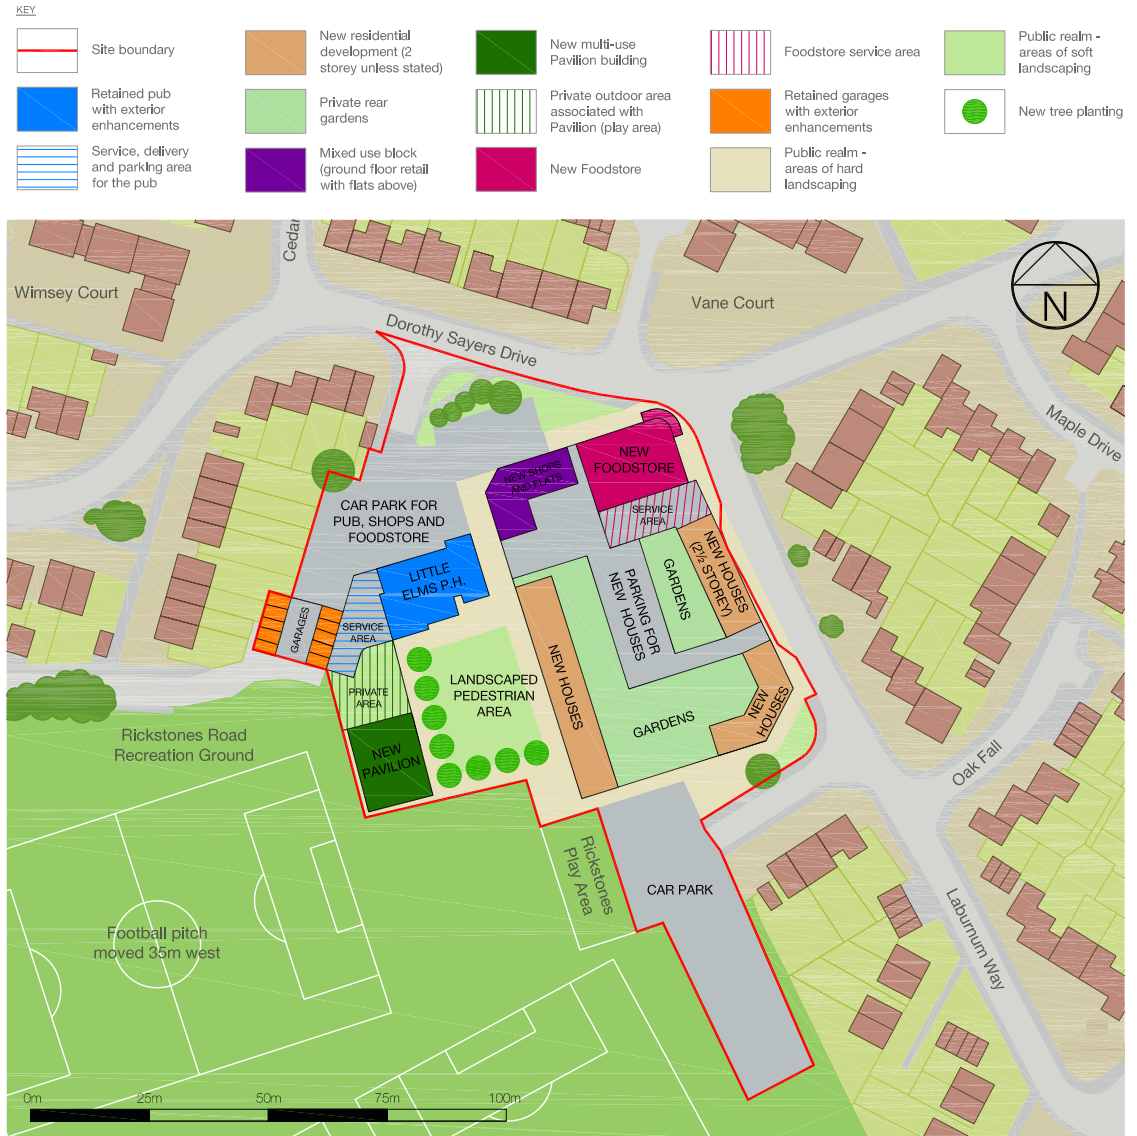 KEY
Site boundary
New residential
development (2
storey unless stated)
New multi-use
Pavilion building
Foodstore service area
Public realm -
areas of soft
landscaping
Retained pub
with exterior
enhancements
Private rear
gardens
Private outdoor area
associated with
Pavilion (play area)
Retained garages
with exterior
enhancements
New tree planting
Service, delivery
and parking area
for the pub
Mixed use block
(ground floor retail
with flats above)
New Foodstore
Public realm -
areas of hard
landscaping
Cedar
Wimsey Court
Vane Court
N
Dorothy Sayers Drive
Maple Drive
NEW
FOODSTORE
NEW SHOPS
AND FLATS
CAR PARK FOR
PUB, SHOPS AND
FOODSTORE
SERVICE
AREA
NEW HOUSES
(2½ STOREY)
LITTLE
ELMS P.H.
GARDENS
PARKING FOR
NEW HOUSES
GARAGES
SERVICE
AREA
PRIVATE
AREA
LANDSCAPED
PEDESTRIAN
AREA
NEW HOUSES
GARDENS
NEW
HOUSES
NEW
PAVILION
Rickstones Road
Recreation Ground
Oak Fall
Rickstones
Play Area
CAR PARK
Laburnum Way
Football pitch
moved 35m west
0m
25m
50m
75m
100m